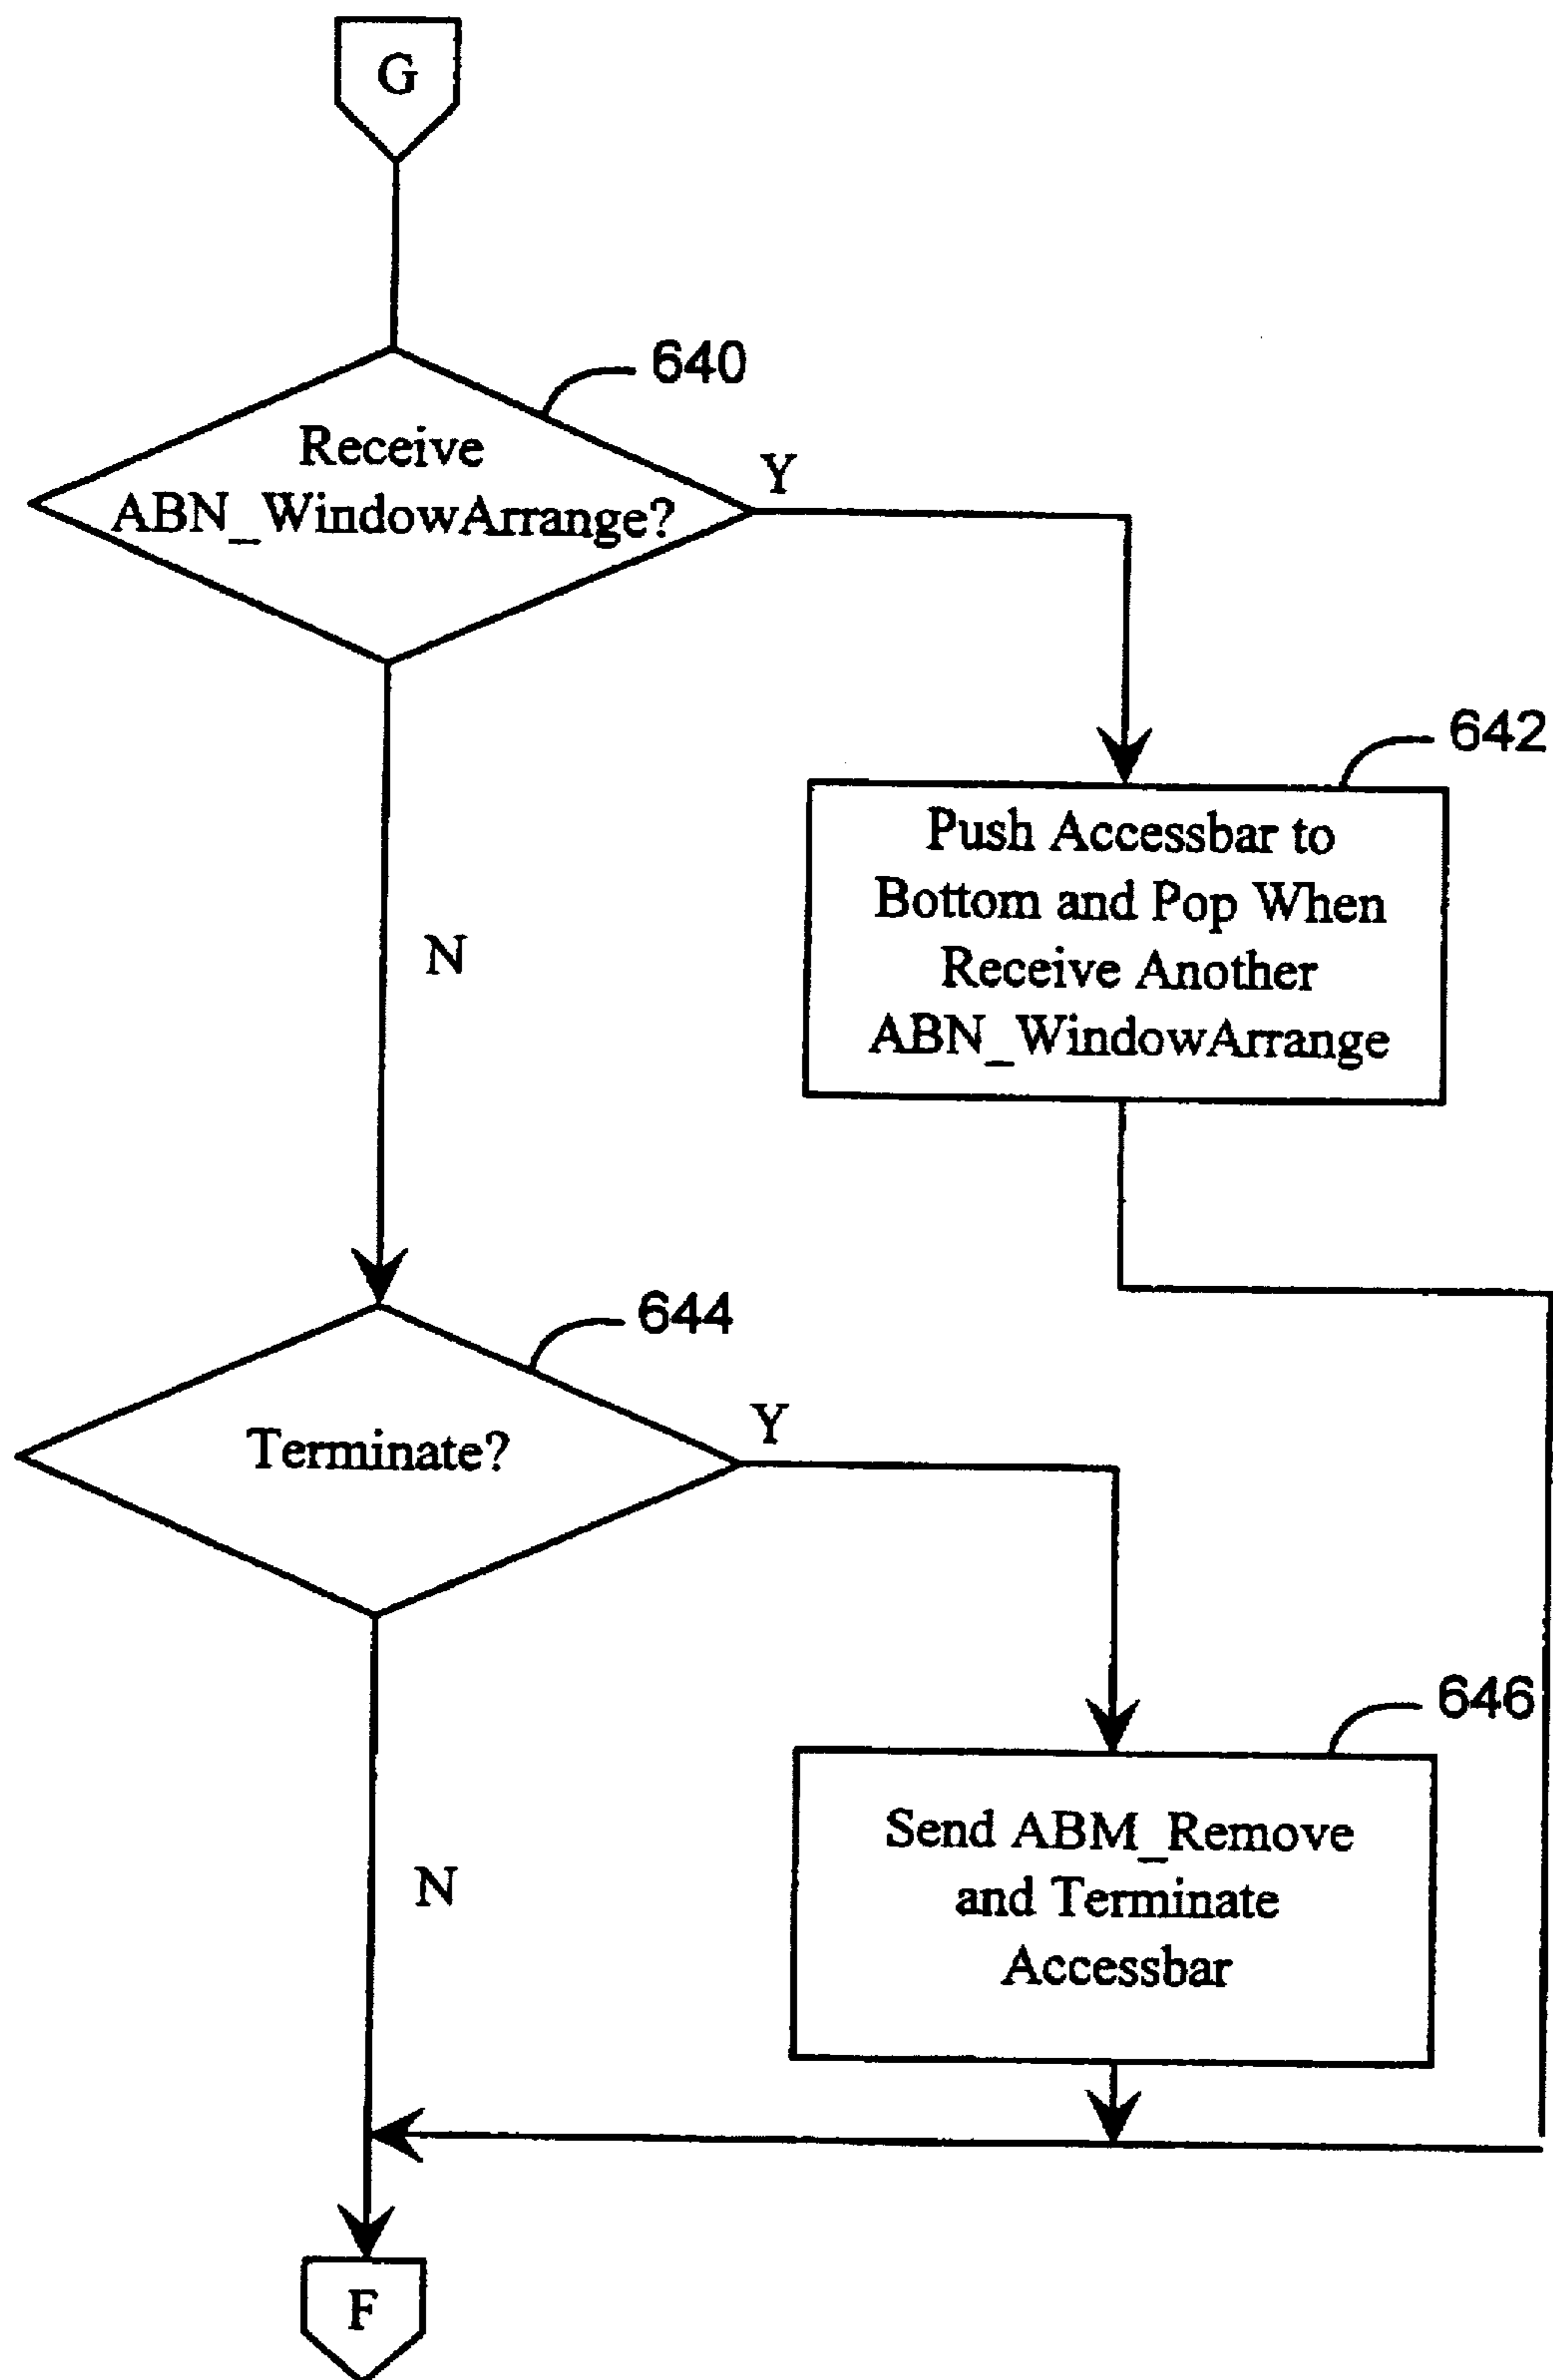 G
640
Receive
ABN_WindowArrange?
Y
642
Push Accessbar to
Bottom and Pop When
Receive Another
ABN_WindowArrange
N
644
Terminate?
Y
646
Send ABM_Remove
and Terminate
Accessbar
N
F